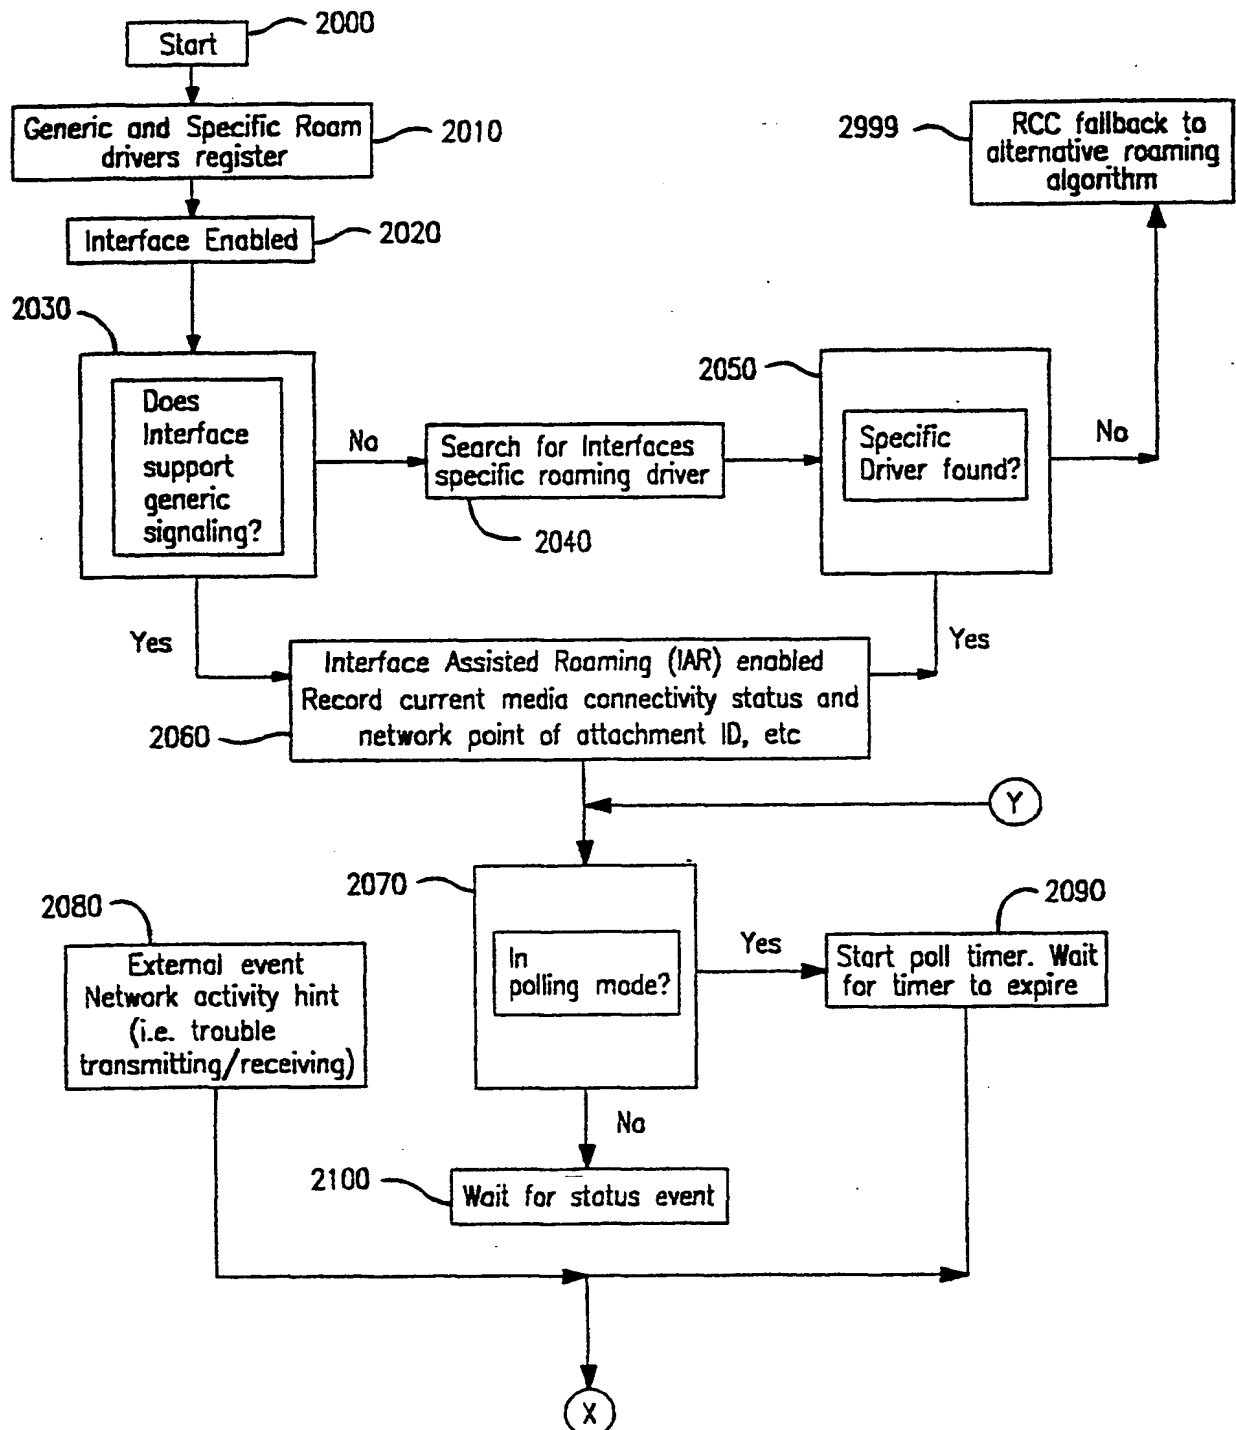 2000
Start
Generic and Specific Roam
drivers register
2010
2999
RCC fallback to
alternative roaming
algorithm
Interface Enabled
2020
2030
Does
Interface
support
generic
signaling?
No
Search for Interfaces
specific roaming driver
2040
2050
Specific
Driver found?
No
Yes
Yes
Interface Assisted Roaming (IAR) enabled
Record current media connectivity status and
network point of attachment ID, etc
2060
Y
2070
In
polling mode?
Yes
2090
Start poll timer. Wait
for timer to expire
2080
External event
Network activity hint
(i.e. trouble
transmitting/receiving)
No
2100
Wait for status event
X